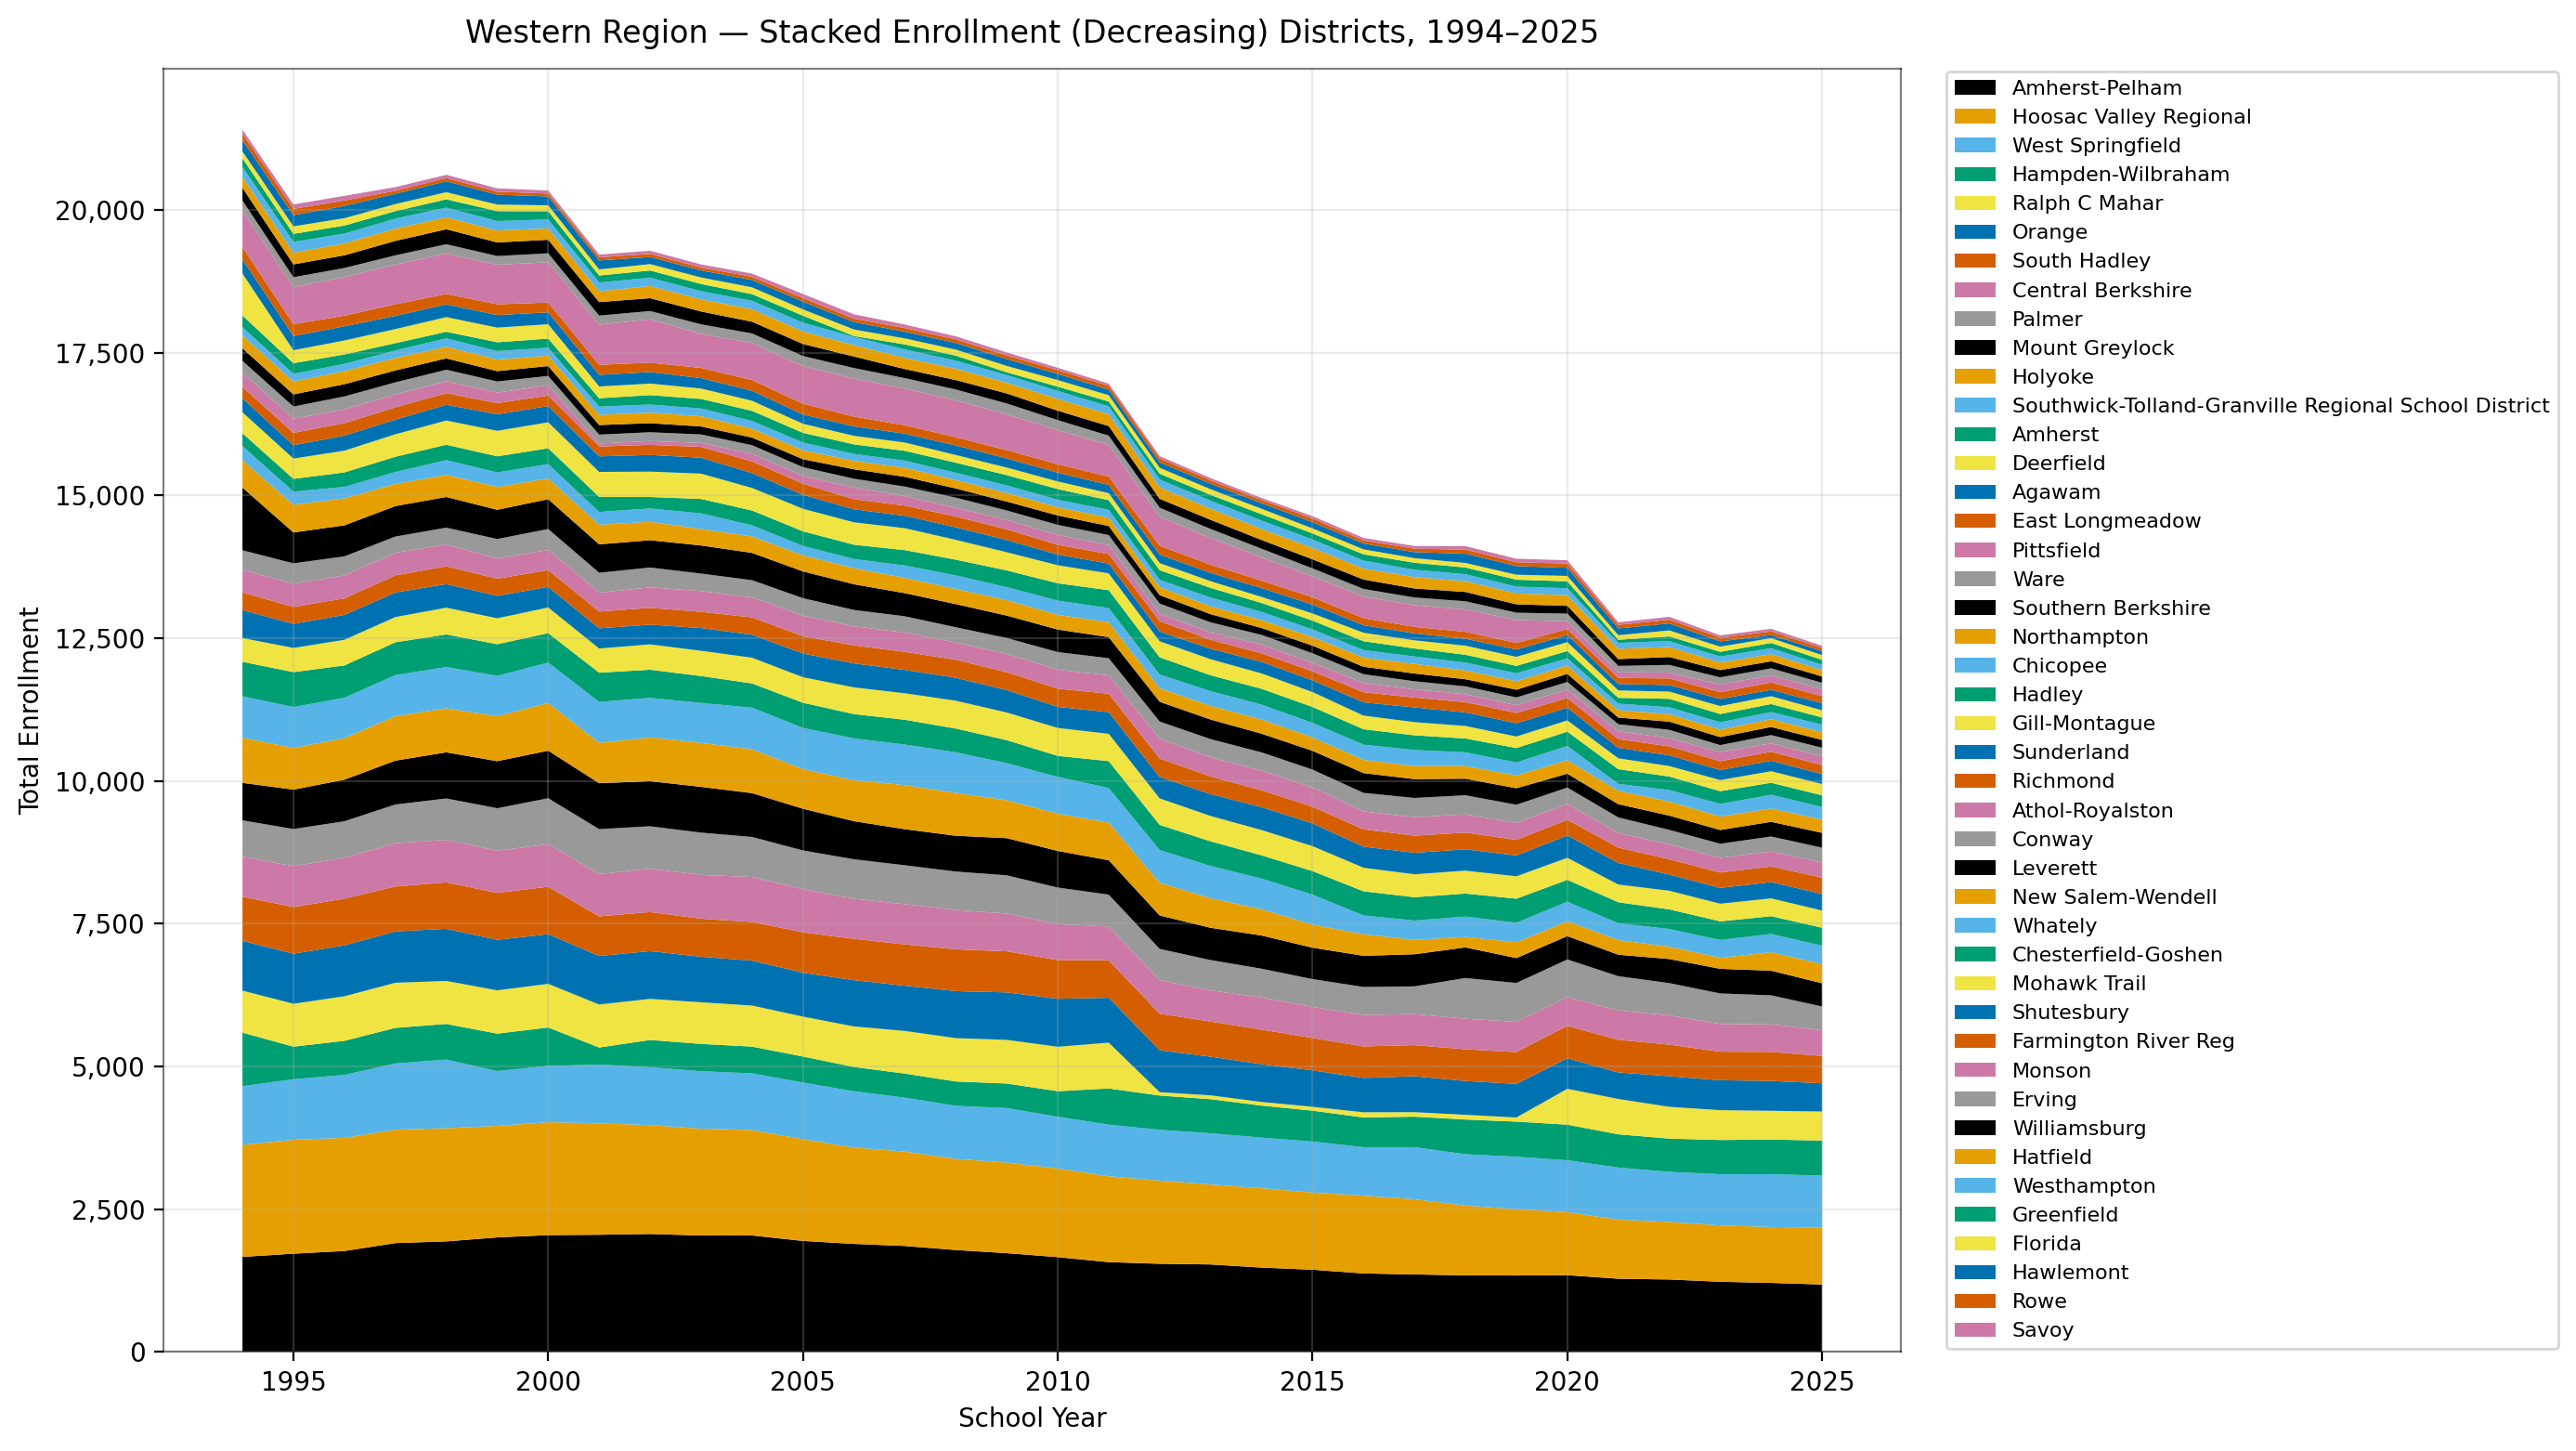 Western Region — Stacked Enrollment (Decreasing) Districts, 1994–2025
Total Enrollment
20,000
17,500
15,000
12,500
10,000
7,500
5,000
2,500
0
1995 2000 2005 2010 2015 2020 2025
School Year
Amherst-Pelham
Hoosac Valley Regional
West Springfield
Hampden-Wilbraham
Ralph C Mahar
Orange
South Hadley
Central Berkshire
Palmer
Mount Greylock
Holyoke
Southwick-Tolland-Granville Regional School District
Amherst
Deerfield
Agawam
East Longmeadow
Pittsfield
Ware
Southern Berkshire
Northampton
Chicopee
Hadley
Gill-Montague
Sunderland
Richmond
Athol-Royalston
Conway
Leverett
New Salem-Wendell
Whately
Chesterfield-Goshen
Mohawk Trail
Shutesbury
Farmington River Reg
Monson
Erving
Williamsburg
Hatfield
Westhampton
Greenfield
Florida
Hawlemont
Rowe
Savoy